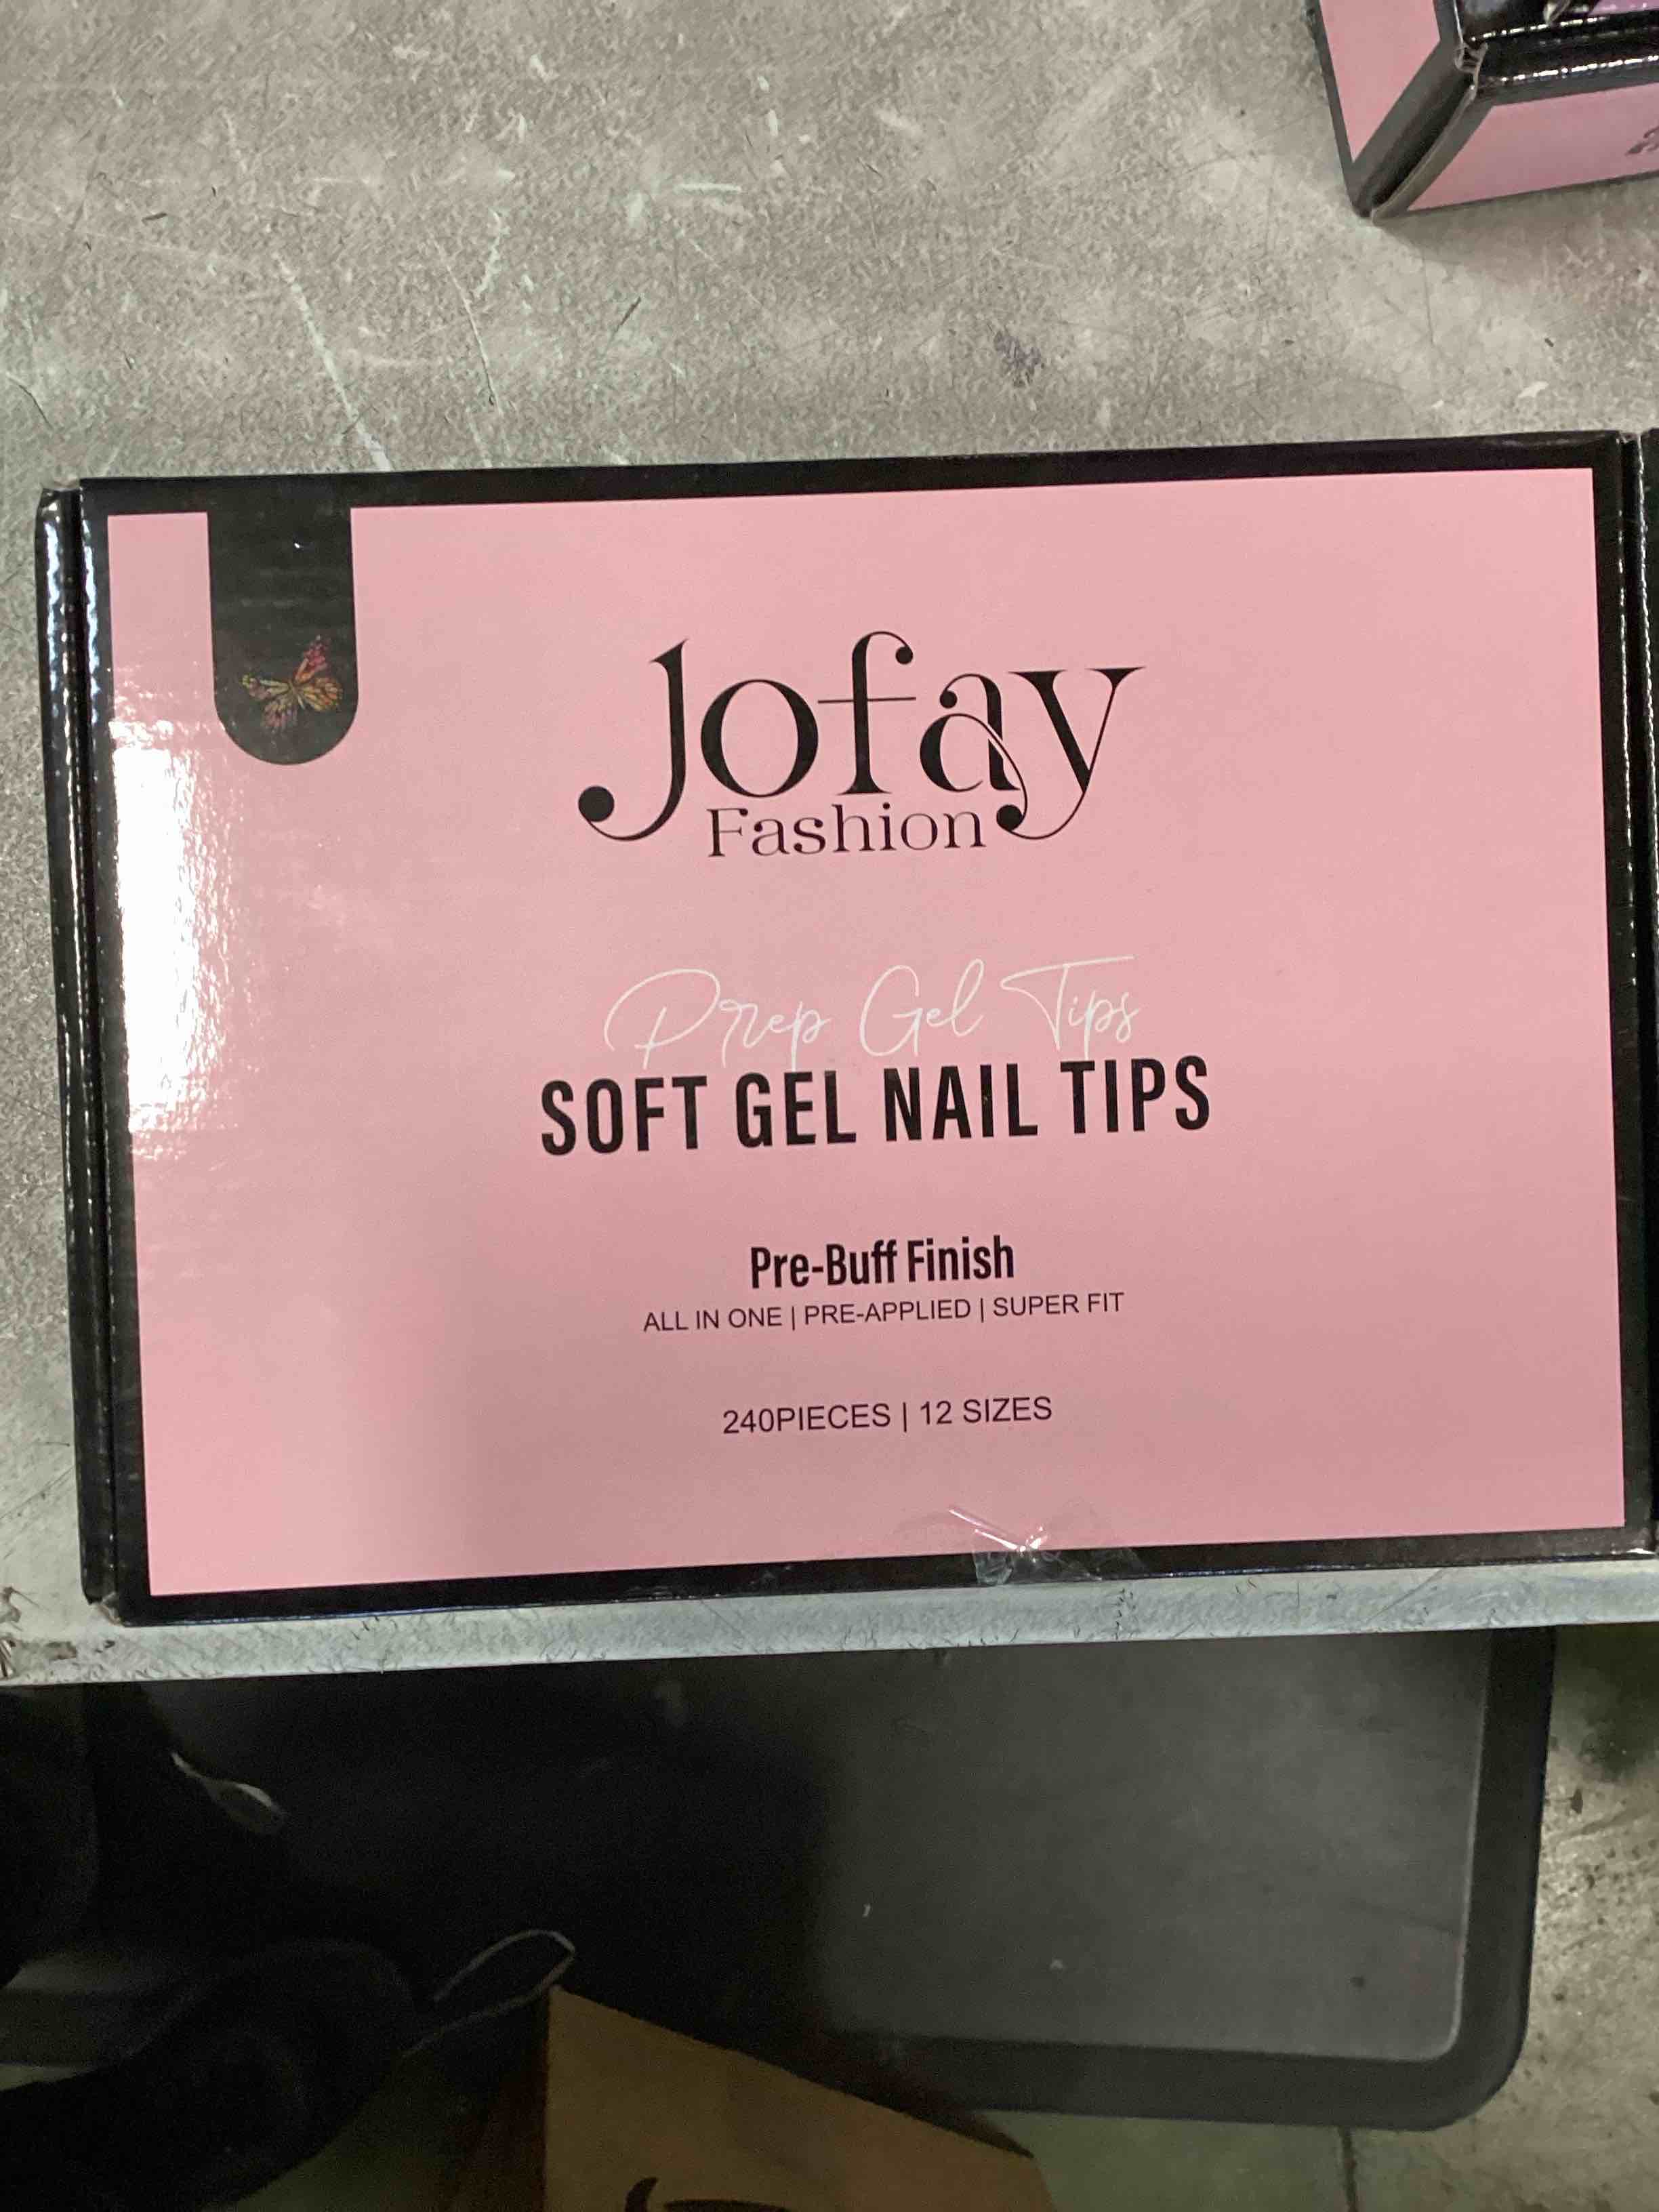 Jofay
Fashion
Prep Gel Tips
SOFT GEL NAIL TIPS
Pre-Buff Finish
ALL IN ONE | PRE-APPLIED | SUPER FIT
240PIECES | 12 SIZES